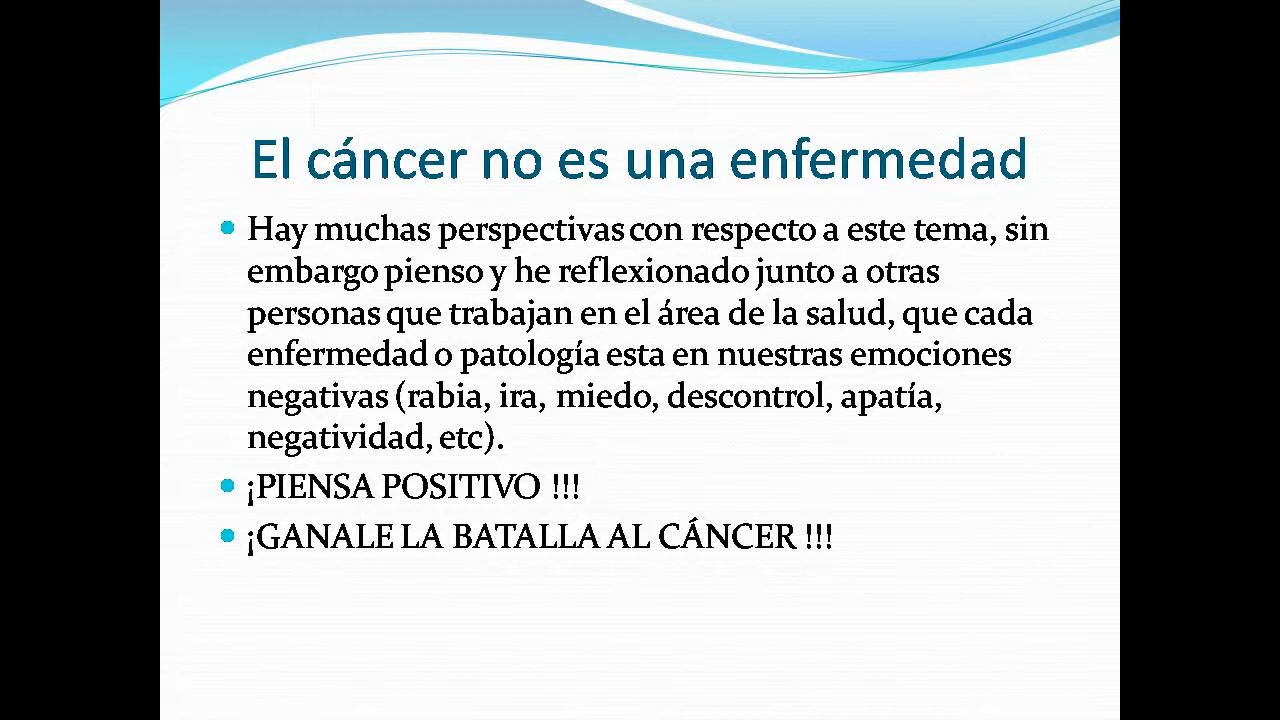 El cáncer no es una enfermedad
Hay muchas perspectivas con respecto a este tema, sin
embargo pienso y he reflexionado junto a otras
personas que trabajan en el área de la salud, que cada
enfermedad o patología esta en nuestras emociones
negativas (rabia, ira, miedo, descontrol, apatía,
negatividad, etc).
¡PIENSA POSITIVO !!!
¡GANALE LA BATALLA AL CÁNCER !!!